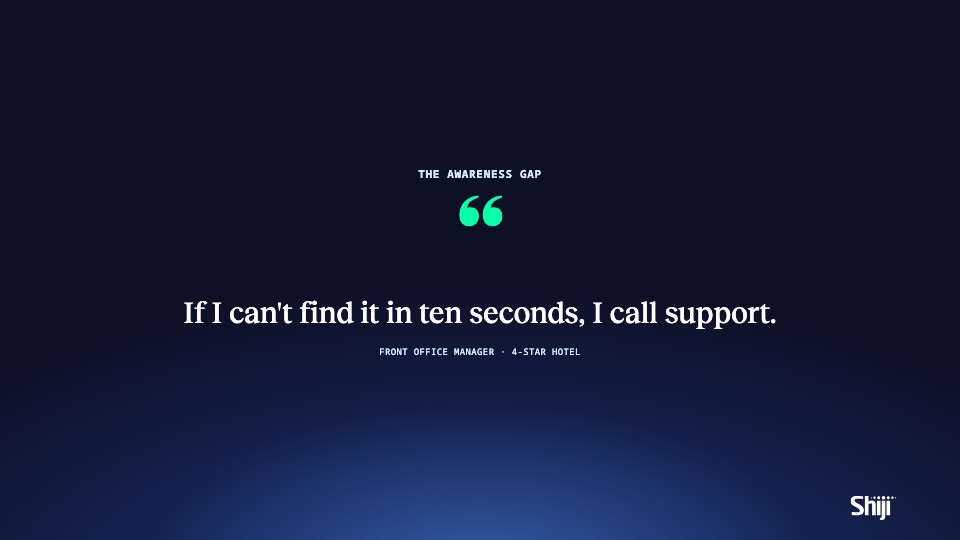 THE AWARENESS GAP
“
If I can't find it in ten seconds, I call support.
FRONT OFFICE MANAGER · 4-STAR HOTEL
Shiji